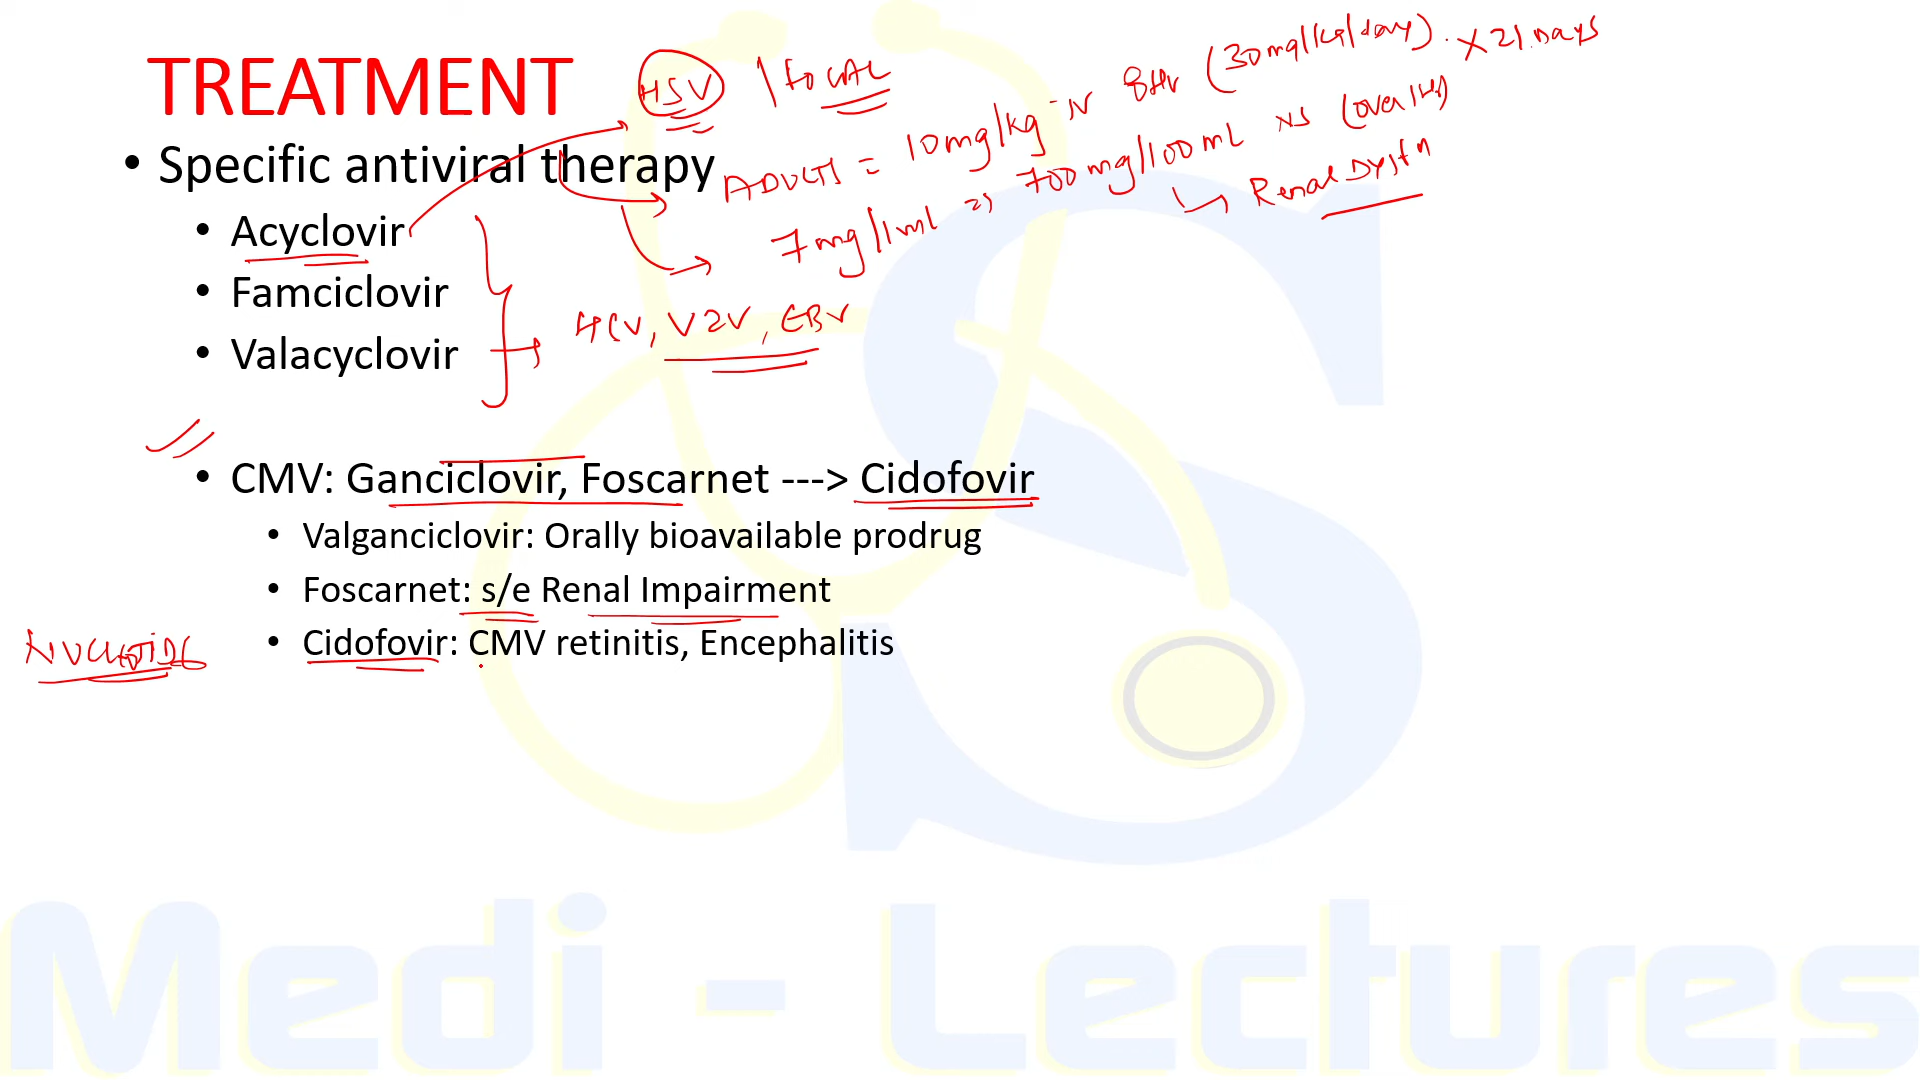 TREATMENT
HSV / FOCAL
• Specific antiviral therapy
ADULTS = 10mg/kg IV 8Hr (30mg/kg/day). X 21 Days
7mg/1ml => 700mg/100mL NS (over 1Hr)
↳ Renal Dysfn
• Acyclovir
• Famciclovir
• Valacyclovir
HSV, VZV, EBV
• CMV: Ganciclovir, Foscarnet ---> Cidofovir
• Valganciclovir: Orally bioavailable prodrug
• Foscarnet: s/e Renal Impairment
NUCLEOTIDE
• Cidofovir: CMV retinitis, Encephalitis
Medi - Lectures